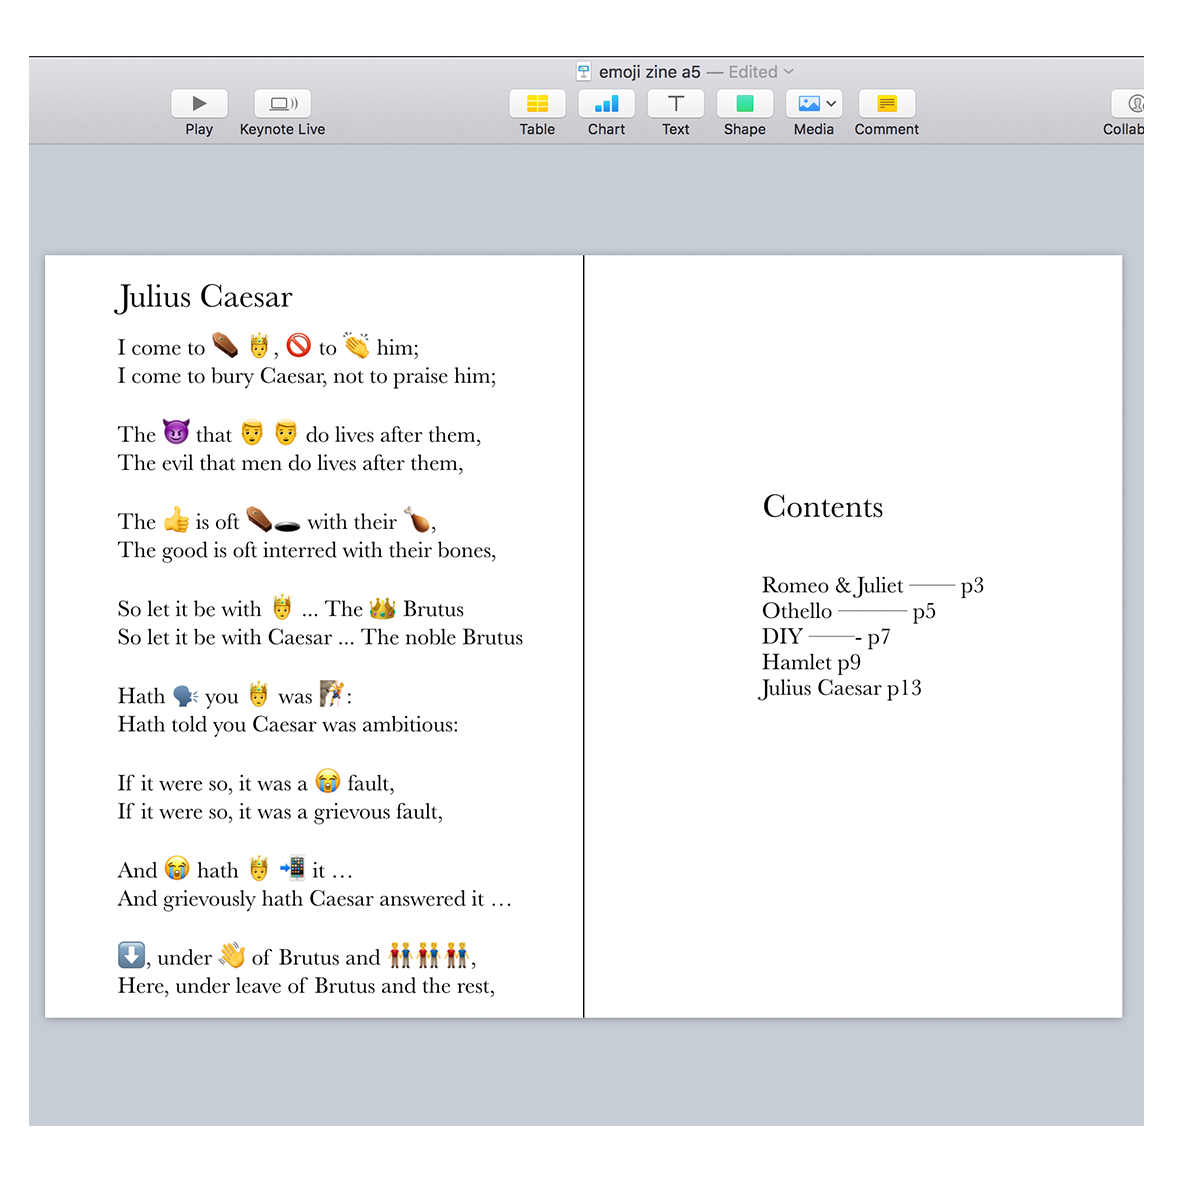 emoji zine a5 — Edited
Play
Keynote Live
Table
Chart
Text
Shape
Media
Comment
Collab
Julius Caesar
I come to ⚰️ 🤴, 🚫 to 👏 him;
I come to bury Caesar, not to praise him;
The 😈 that 👨 👨 do lives after them,
The evil that men do lives after them,
The 👍 is oft ⚰️🕳️ with their 🍗,
The good is oft interred with their bones,
So let it be with 🤴 ... The 👑 Brutus
So let it be with Caesar ... The noble Brutus
Hath 🗣️ you 🤴 was 🧗:
Hath told you Caesar was ambitious:
If it were so, it was a 😭 fault,
If it were so, it was a grievous fault,
And 😭 hath 🤴 📲 it …
And grievously hath Caesar answered it …
⬇️, under 👋 of Brutus and 👬👬👬,
Here, under leave of Brutus and the rest,
Contents
Romeo & Juliet —— p3
Othello ——— p5
DIY ——- p7
Hamlet p9
Julius Caesar p13